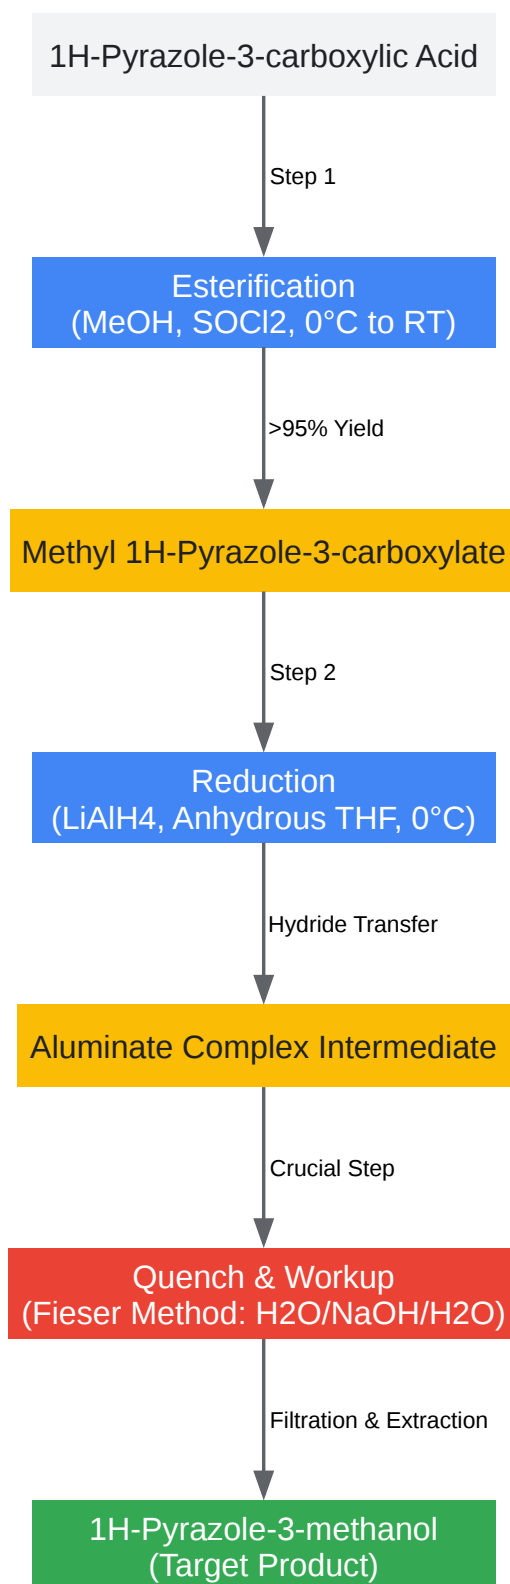 1H-Pyrazole-3-carboxylic Acid
Step 1
Esterification
(MeOH, SOCl2, 0°C to RT)
>95% Yield
Methyl 1H-Pyrazole-3-carboxylate
Step 2
Reduction
(LiAlH4, Anhydrous THF, 0°C)
Hydride Transfer
Aluminate Complex Intermediate
Crucial Step
Quench & Workup
(Fieser Method: H2O/NaOH/H2O)
Filtration & Extraction
1H-Pyrazole-3-methanol
(Target Product)